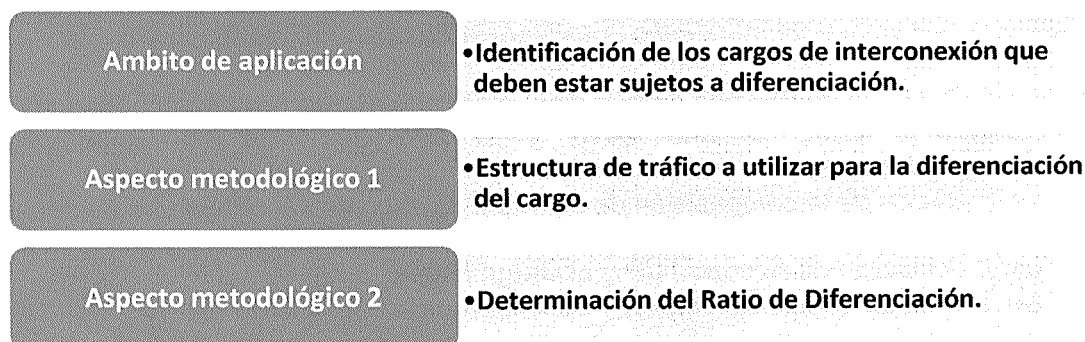 Ambito de aplicación
•Identificación de los cargos de interconexión que
deben estar sujetos a diferenciación.
Aspecto metodológico 1
•Estructura de tráfico a utilizar para la diferenciación
del cargo.
Aspecto metodológico 2
•Determinación del Ratio de Diferenciación.